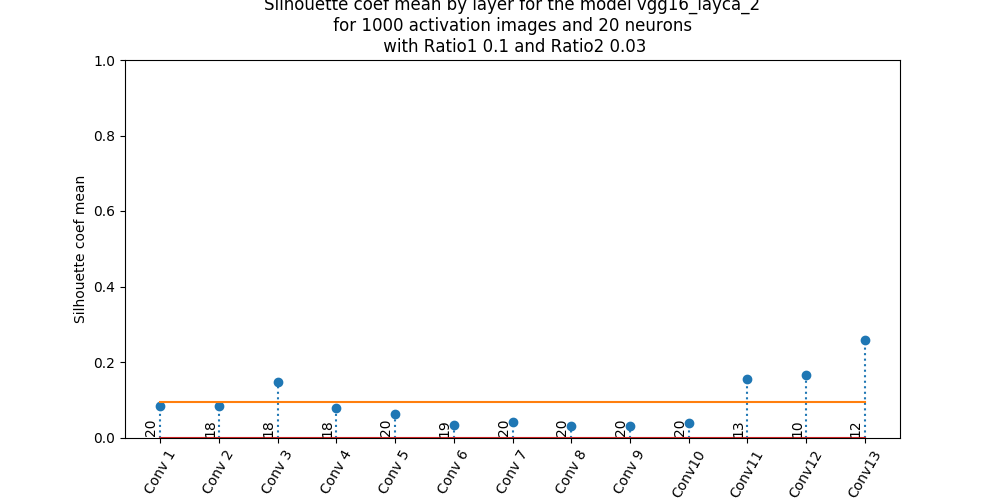 Silhouette coef mean by layer for the model vgg16_layca_2
for 1000 activation images and 20 neurons
with Ratio1 0.1 and Ratio2 0.03
1.0
0.8
0.6
0.4
0.2
0.0
Silhouette coef mean
20
18
18
18
20
19
20
20
20
20
13
10
12
Conv 1
Conv 2
Conv 3
Conv 4
Conv 5
Conv 6
Conv 7
Conv 8
Conv 9
Conv10
Conv11
Conv12
Conv13